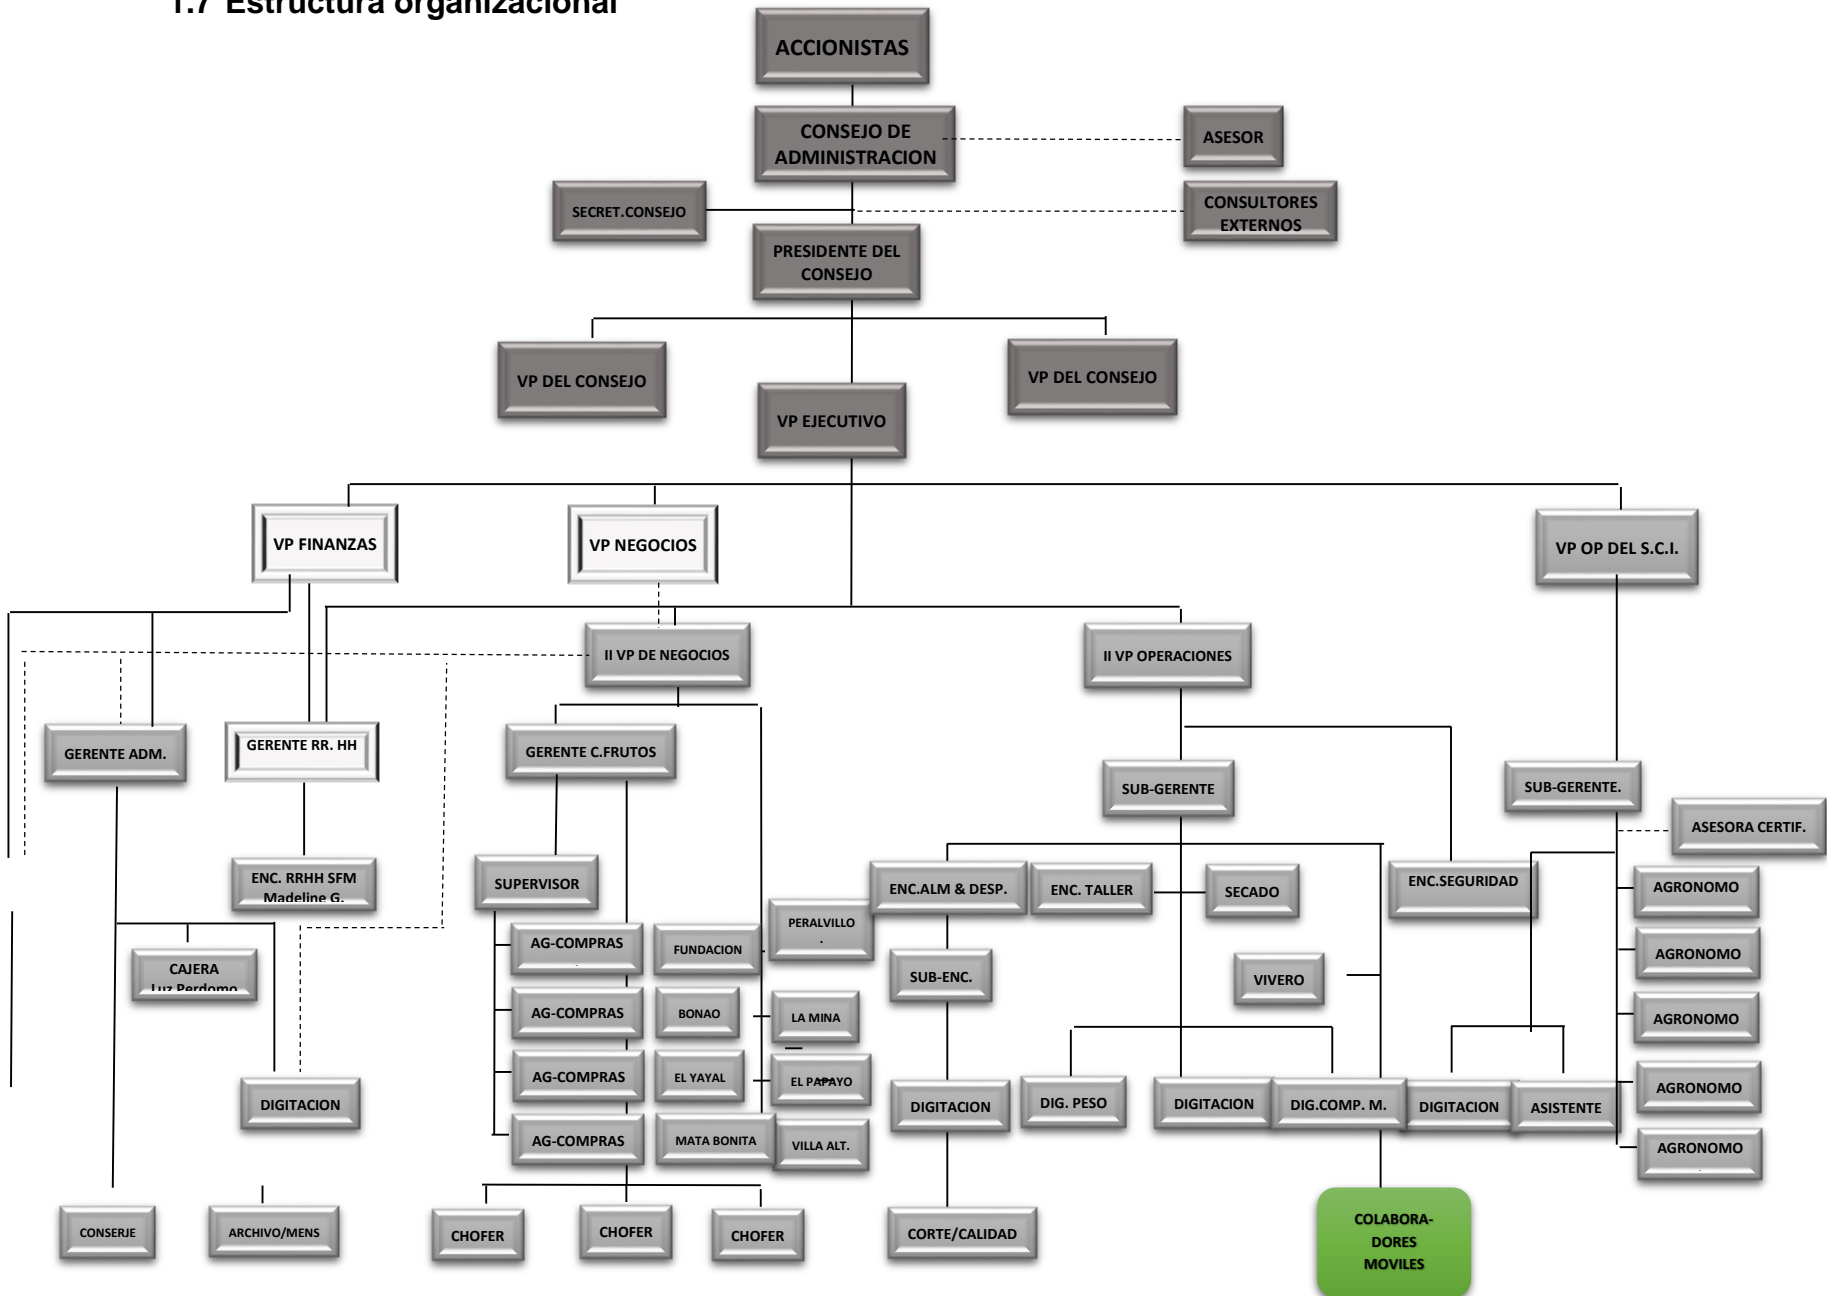 1.7 Estructura organizacional
ACCIONISTAS
CONSEJO DE
ADMINISTRACION
ASESOR
SECRET.CONSEJO
CONSULTORES
EXTERNOS
PRESIDENTE DEL
CONSEJO
VP DEL CONSEJO
VP DEL CONSEJO
VP EJECUTIVO
VP FINANZAS
VP NEGOCIOS
VP OP DEL S.C.I.
II VP DE NEGOCIOS
II VP OPERACIONES
GERENTE ADM.
GERENTE RR. HH
GERENTE C.FRUTOS
SUB-GERENTE
SUB-GERENTE.
ASESORA CERTIF.
ENC. RRHH SFM
Madeline G.
SUPERVISOR
ENC.ALM & DESP.
ENC. TALLER
SECADO
ENC.SEGURIDAD
AGRONOMO
PERALVILLO
.
AG-COMPRAS
FUNDACION
AGRONOMO
CAJERA
Luz Perdomo
SUB-ENC.
VIVERO
AG-COMPRAS
BONAO
LA MINA
AGRONOMO
AG-COMPRAS
EL YAYAL
EL PAPAYO
AGRONOMO
DIGITACION
DIGITACION
DIG. PESO
DIGITACION
DIG.COMP. M.
DIGITACION
ASISTENTE
AG-COMPRAS
MATA BONITA
VILLA ALT.
AGRONOMO
.
CONSERJE
ARCHIVO/MENS
CHOFER
CHOFER
CHOFER
CORTE/CALIDAD
COLABORA-
DORES
MOVILES